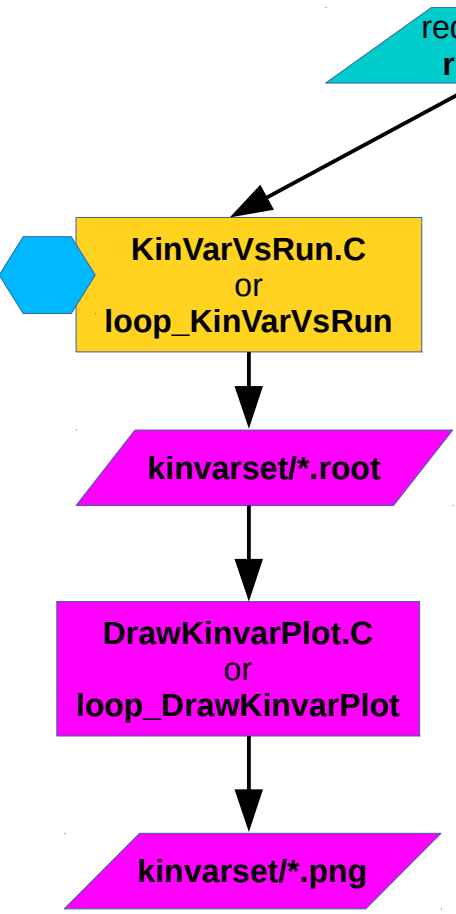 KinVarVsRun.C
or
loop_KinVarVsRun
kinvarset/*.root
DrawKinvarPlot.C
or
loop_DrawKinvarPlot
kinvarset/*.png